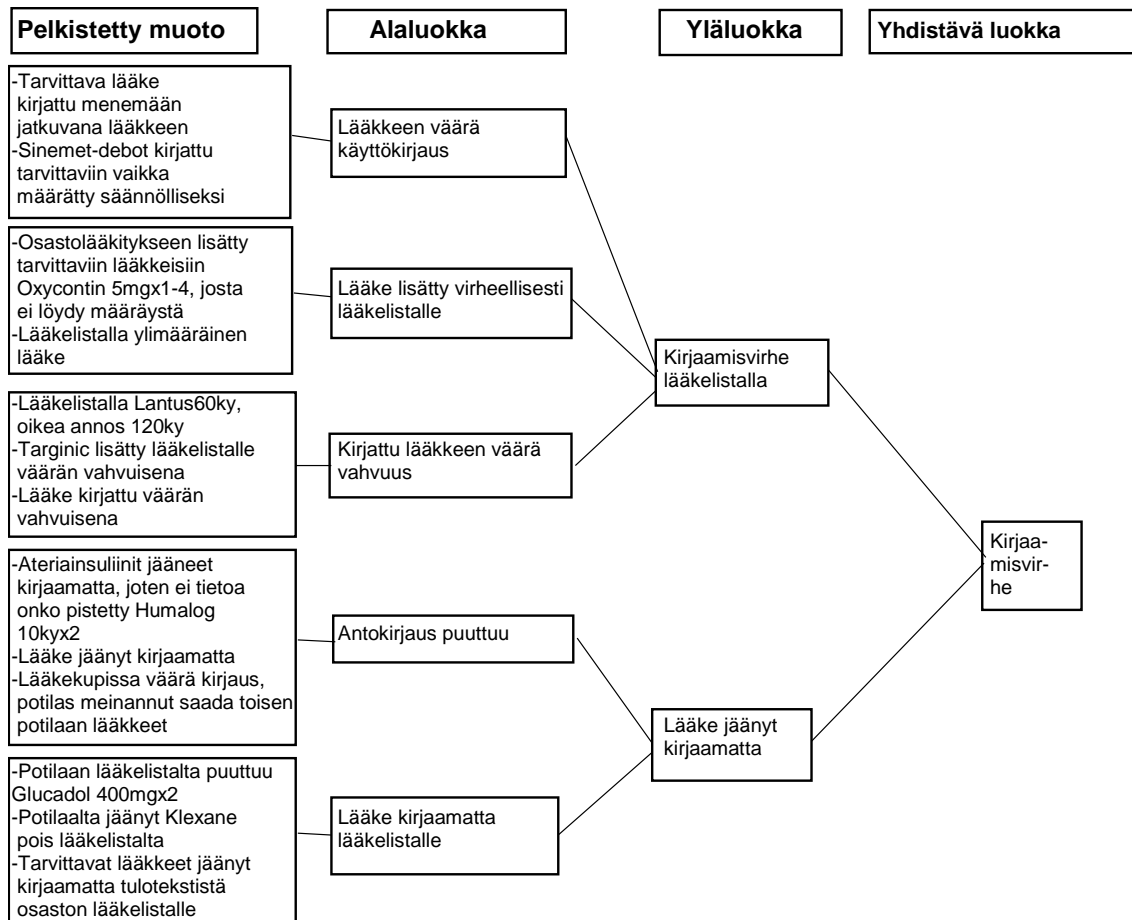 Pelkistetty muoto
Alaluokka
Yläluokka
Yhdistävä luokka
-Tarvittava lääke
kirjattu menemään
jatkuvana lääkkeen
-Sinemet-debot kirjattu
tarvittaviin vaikka
määrätty säännölliseksi
Lääkkeen väärä
käyttökirjaus
-Osastolääkitykseen lisätty
tarvittaviin lääkkeisiin
Oxycontin 5mgx1-4, josta
ei löydy määräystä
-Lääkelistalla ylimääräinen
lääke
Lääke lisätty virheellisesti
lääkelistalle
Kirjaamisvirhe
lääkelistalla
-Lääkelistalla Lantus60ky,
oikea annos 120ky
-Targinic lisätty lääkelistalle
väärän vahvuisena
-Lääke kirjattu väärän
vahvuisena
Kirjattu lääkkeen väärä
vahvuus
Kirjaa-
misvir-
he
-Ateriainsuliinit jääneet
kirjaamatta, joten ei tietoa
onko pistetty Humalog
10kyx2
-Lääke jäänyt kirjaamatta
-Lääkekupissa väärä kirjaus,
potilas meinannut saada toisen
potilaan lääkkeet
Antokirjaus puuttuu
Lääke jäänyt
kirjaamatta
-Potilaan lääkelistalta puuttuu
Glucadol 400mgx2
-Potilaalta jäänyt Klexane
pois lääkelistalta
-Tarvittavat lääkkeet jäänyt
kirjaamatta tulotekstistä
osaston lääkelistalle
Lääke kirjaamatta
lääkelistalle